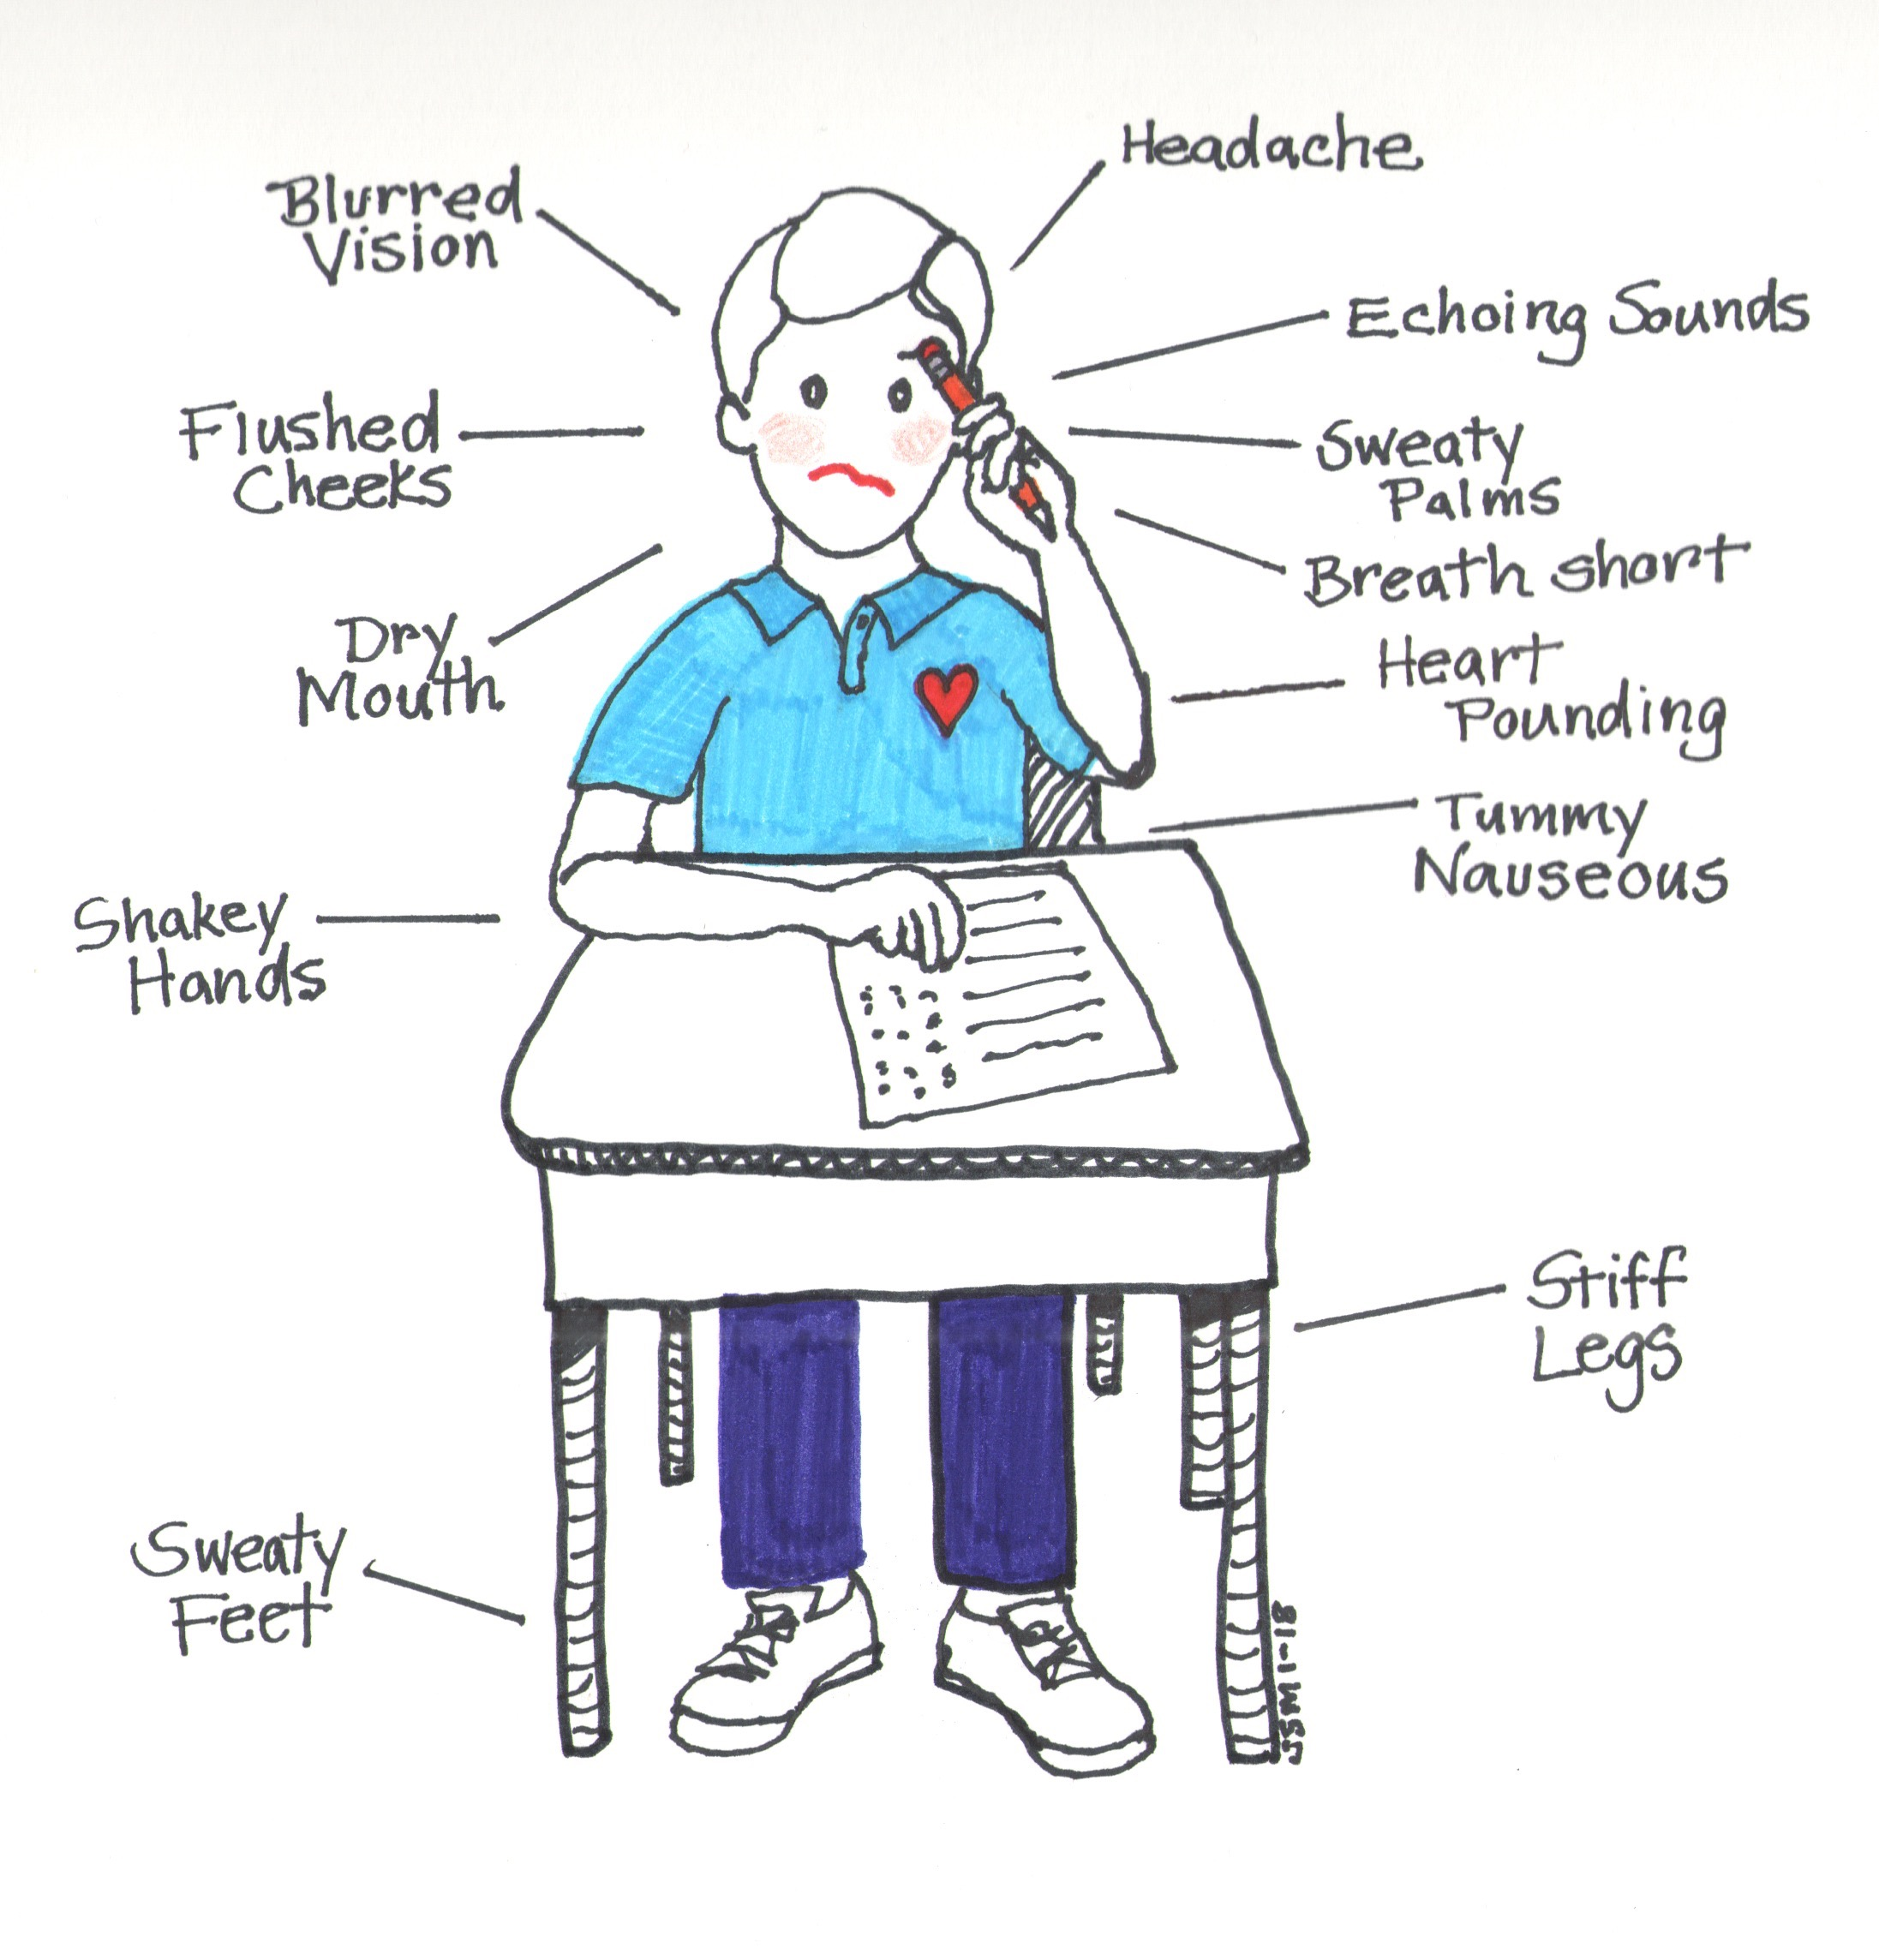 Headache
Blurred
Vision
Echoing Sounds
Flushed
Cheeks
Sweaty
Palms
Breath short
Dry
Mouth
Heart
Pounding
Tummy
Nauseous
Shakey
Hands
Stiff
Legs
Sweaty
Feet